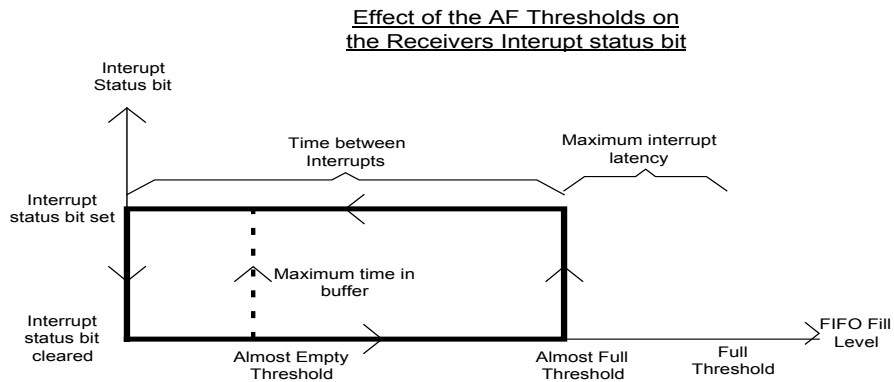 Effect of the AF Thresholds on
the Receivers Interupt status bit
Interupt
Status bit
Time between
Interrupts
Maximum interrupt
latency
Interrupt
status bit set
Maximum time in
buffer
Interrupt
status bit
cleared
Almost Empty
Threshold
Almost Full
Threshold
Full
Threshold
FIFO Fill
Level